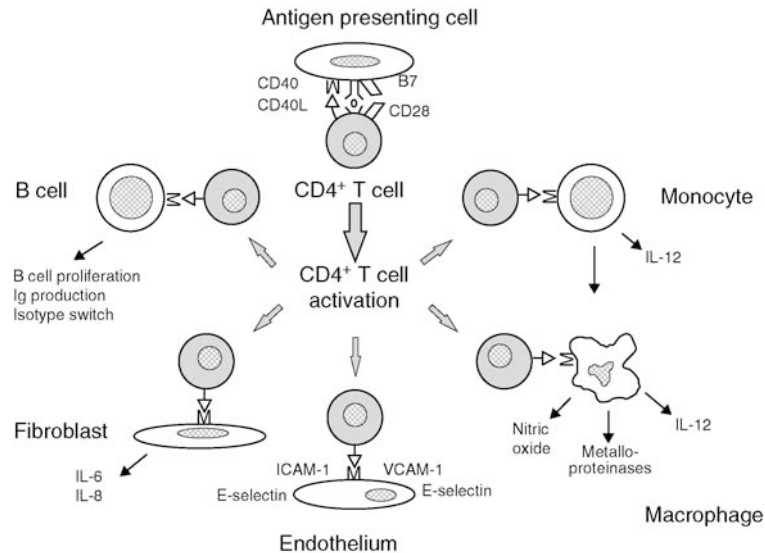 Antigen presenting cell
CD40
B7
CD40L
CD28
B cell
CD4⁺ T cell
Monocyte
IL-12
B cell proliferation
Ig production
Isotype switch
CD4⁺ T cell
activation
Fibroblast
IL-6
IL-8
ICAM-1
VCAM-1
E-selectin
E-selectin
Endothelium
Nitric
oxide
Metallo-
proteinases
IL-12
Macrophage